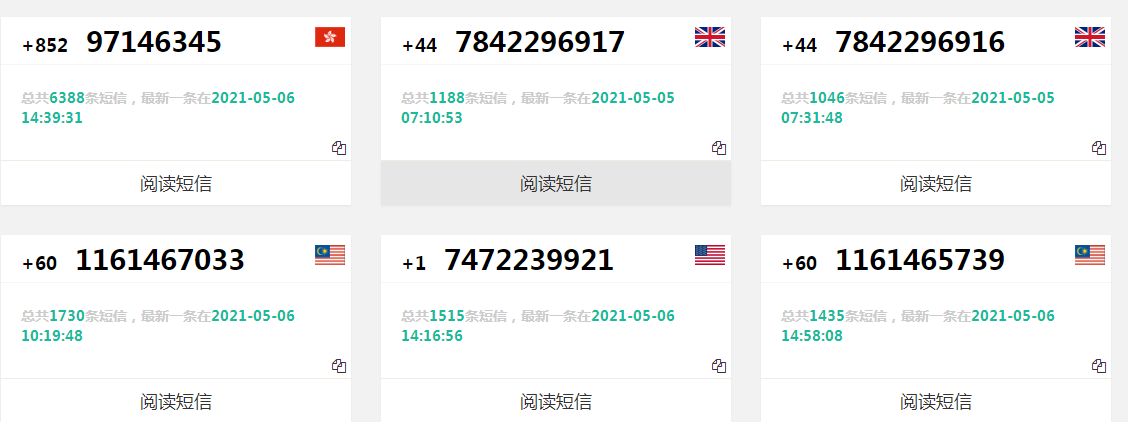 +852 97146345
总共6388条短信，最新一条在2021-05-06
14:39:31
阅读短信
+44 7842296917
总共1188条短信，最新一条在2021-05-05
07:10:53
阅读短信
+44 7842296916
总共1046条短信，最新一条在2021-05-05
07:31:48
阅读短信
+60 1161467033
总共1730条短信，最新一条在2021-05-06
10:19:48
阅读短信
+1 7472239921
总共1515条短信，最新一条在2021-05-06
14:16:56
阅读短信
+60 1161465739
总共1435条短信，最新一条在2021-05-06
14:58:08
阅读短信